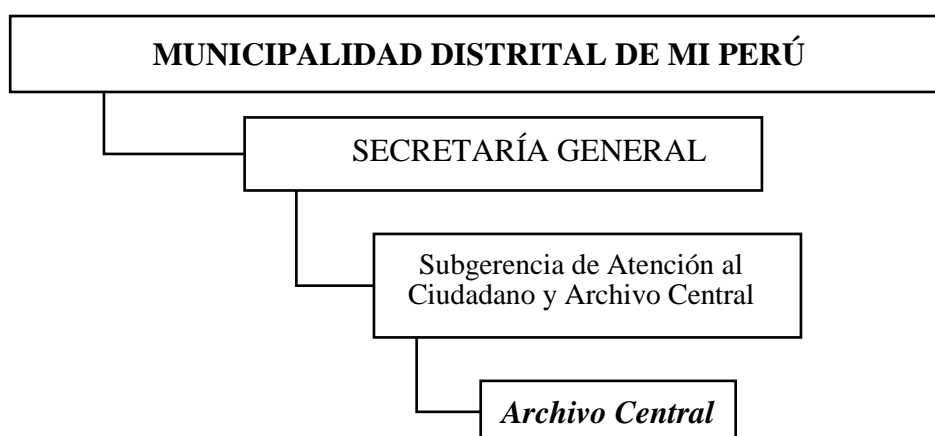 MUNICIPALIDAD DISTRITAL DE MI PERÚ
SECRETARÍA GENERAL
Subgerencia de Atención al
Ciudadano y Archivo Central
Archivo Central